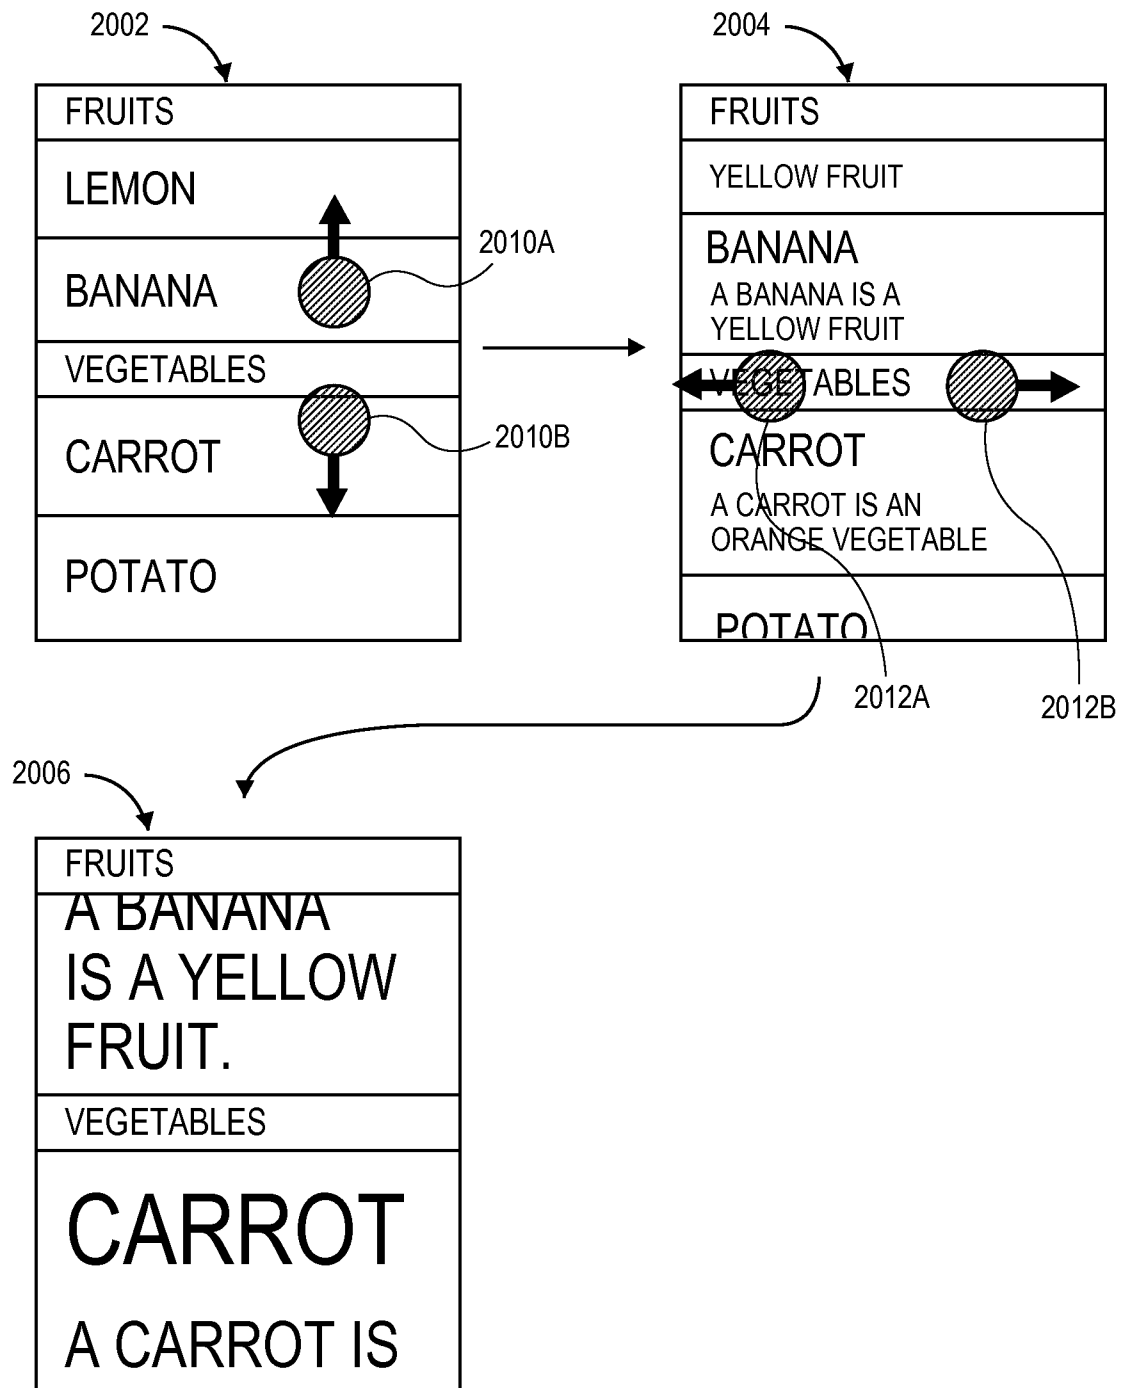 2002
FRUITS
LEMON
BANANA
2010A
VEGETABLES
CARROT
2010B
POTATO
2004
FRUITS
YELLOW FRUIT
BANANA
A BANANA IS A
YELLOW FRUIT
VEGETABLES
CARROT
A CARROT IS AN
ORANGE VEGETABLE
POTATO
2012A
2012B
2006
FRUITS
A BANANA
IS A YELLOW
FRUIT.
VEGETABLES
CARROT
A CARROT IS